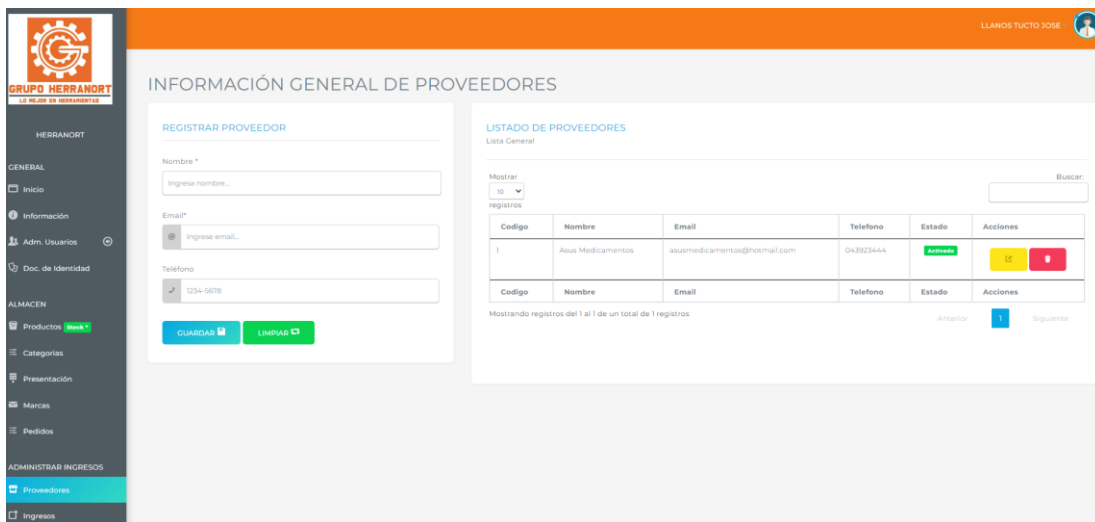 GRUPO HERRANORT
LO MEJOR EN HERRAMIENTAS
HERRANORT
GENERAL
Inicio
Información
Adm. Usuarios
Doc. de Identidad
ALMACEN
Productos Stock *
Categorias
Presentación
Marcas
Pedidos
ADMINISTRAR INGRESOS
Proveedores
Ingresos
LLANOS TUCTO JOSE
INFORMACIÓN GENERAL DE PROVEEDORES
REGISTRAR PROVEEDOR
Nombre *
Ingresa nombre...
Email*
@ Ingrese email...
Teléfono
1234-5678
GUARDAR
LIMPIAR
LISTADO DE PROVEEDORES
Lista General
Mostrar
10
registros
Buscar:
Codigo Nombre Email Telefono Estado Acciones
1 Asus Medicamentos asusmedicamentos@hotmail.com 043923444 Activado
Codigo Nombre Email Telefono Estado Acciones
Mostrando registros del 1 al 1 de un total de 1 registros
Anterior 1 Siguiente